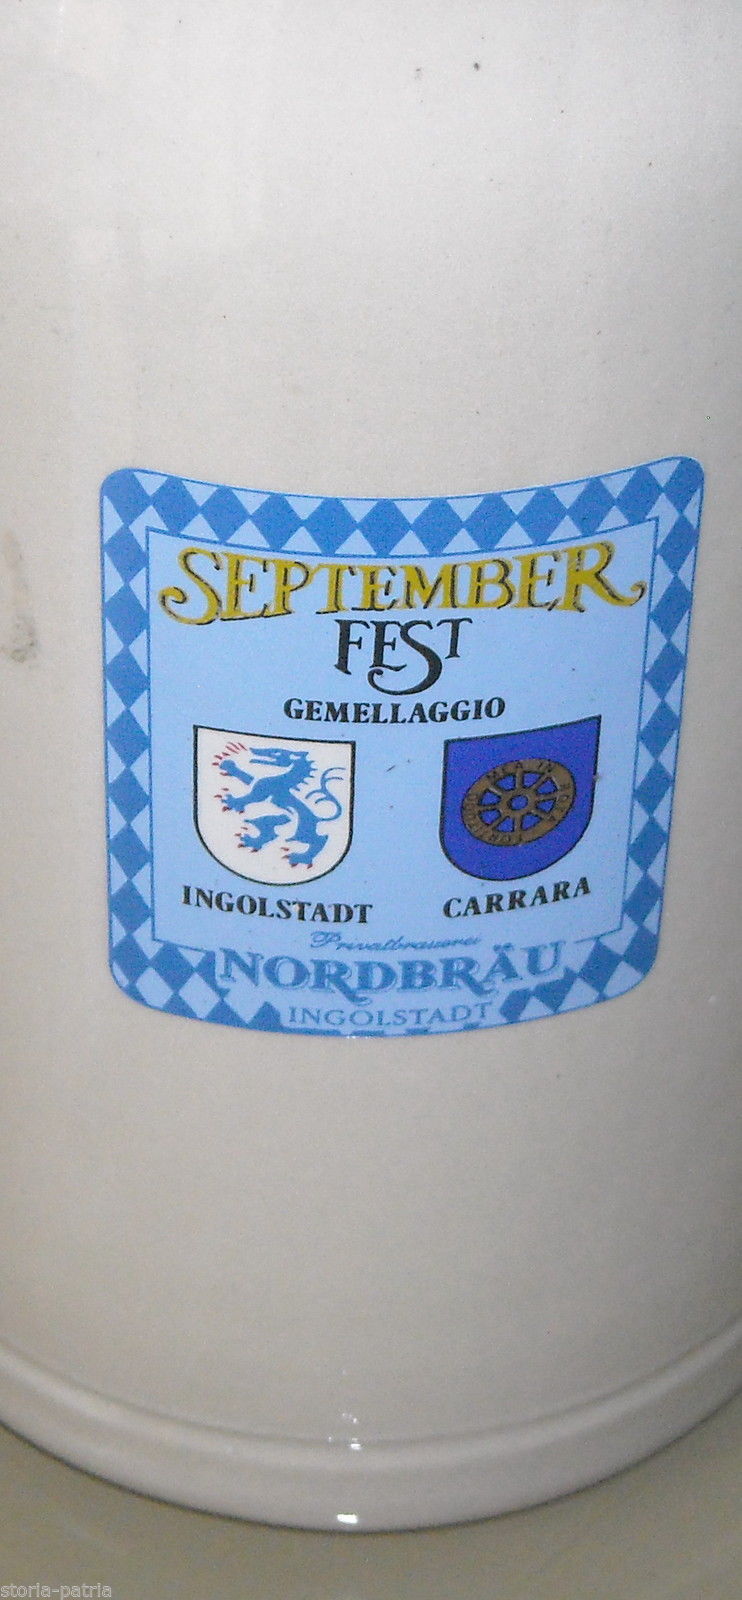 SEPTEMBER
FEST
GEMELLAGGIO
INGOLSTADT
CARRARA
Privatbrauerei
NORDBRÄU
INGOLSTADT
storia-patria